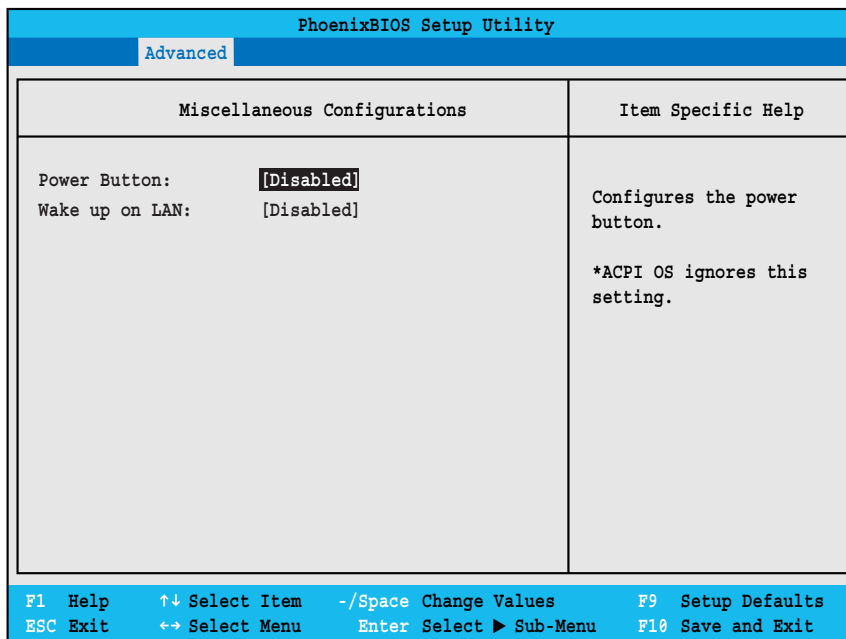 PhoenixBIOS Setup Utility
Advanced
Miscellaneous Configurations
Item Specific Help
Power Button: [Disabled]
Wake up on LAN: [Disabled]
Configures the power
button.
*ACPI OS ignores this
setting.
F1 Help ↑↓ Select Item -/Space Change Values F9 Setup Defaults
ESC Exit ←→ Select Menu Enter Select ▶ Sub-Menu F10 Save and Exit